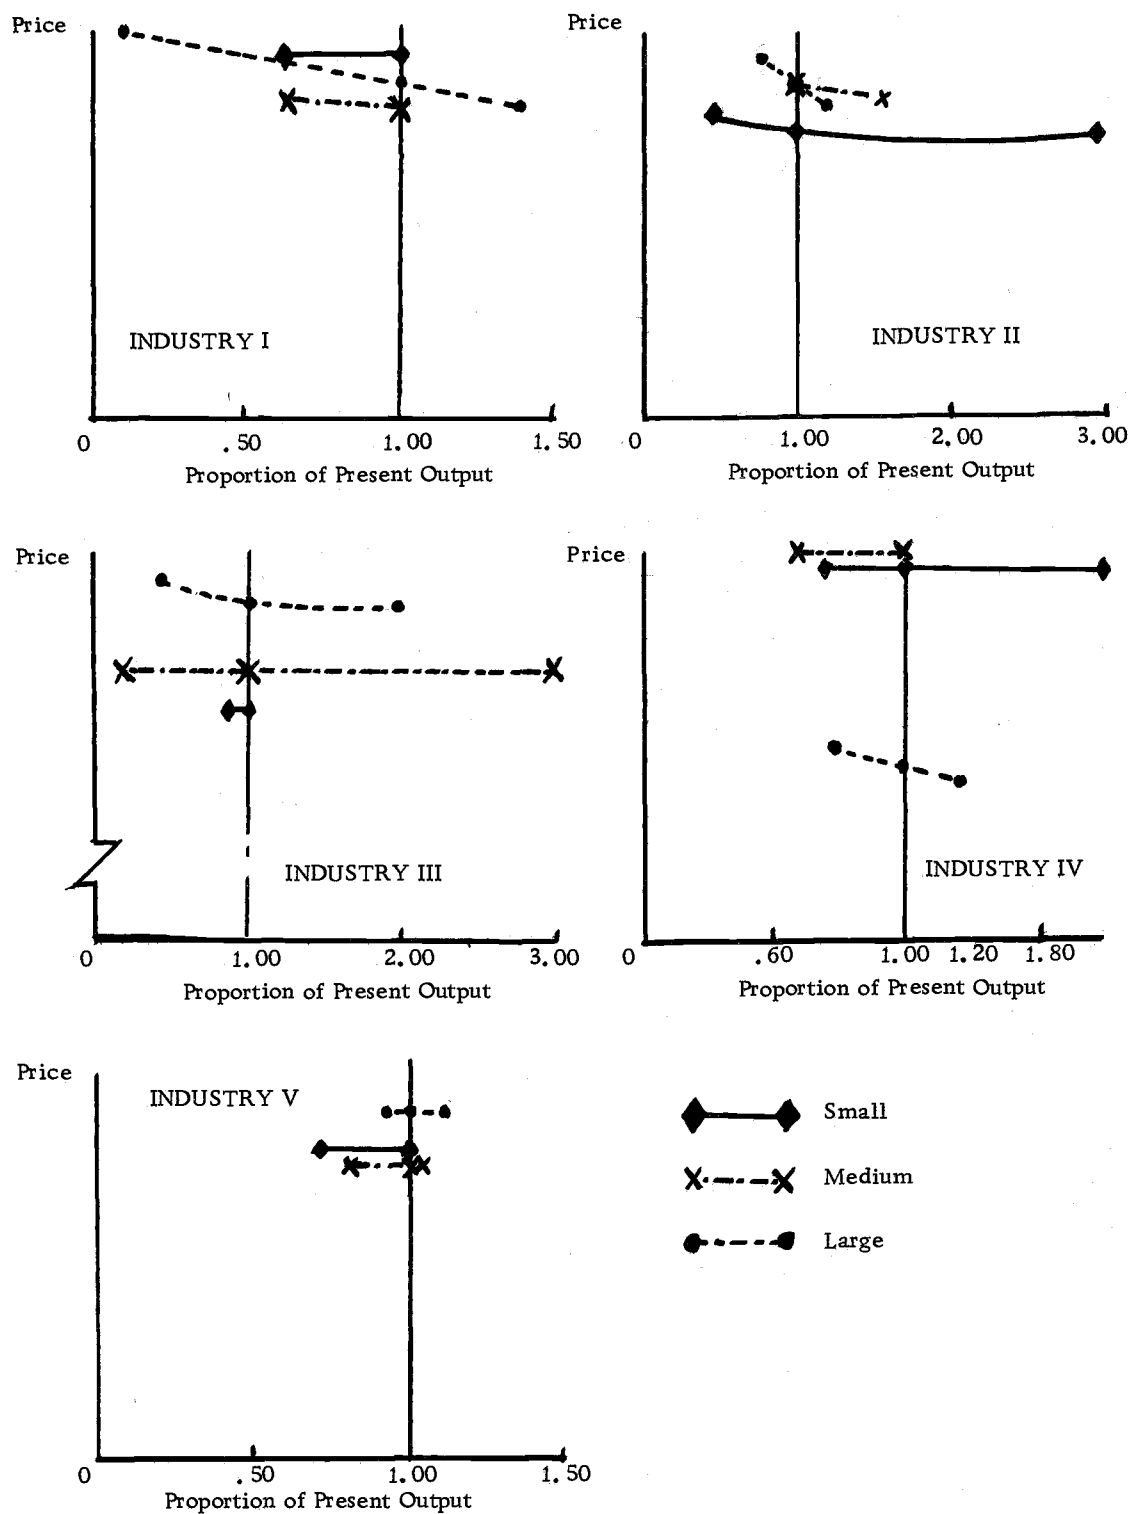 Price
INDUSTRY I
0 .50 1.00 1.50
Proportion of Present Output
Price
INDUSTRY II
0 1.00 2.00 3.00
Proportion of Present Output
Price
INDUSTRY III
0 1.00 2.00 3.00
Proportion of Present Output
Price
INDUSTRY IV
0 .60 1.00 1.20 1.80
Proportion of Present Output
Price
INDUSTRY V
0 .50 1.00 1.50
Proportion of Present Output
Small
Medium
Large